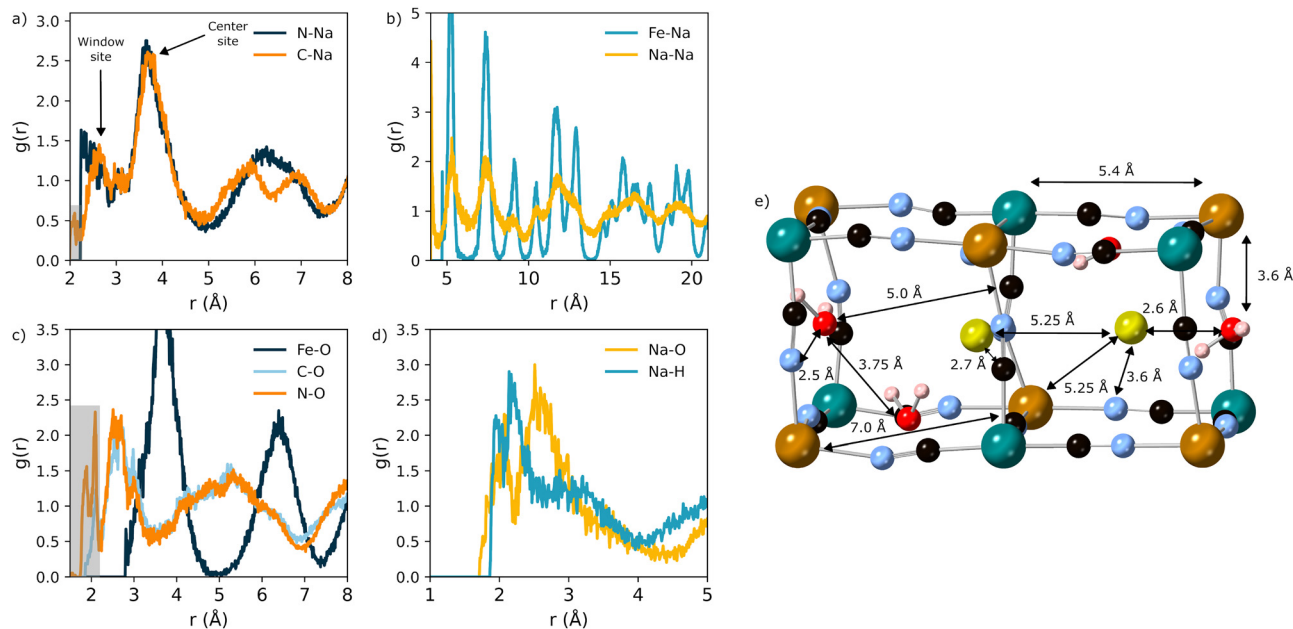 a)
3.0
2.5
2.0
1.5
1.0
0.5
0.0
g(r)
2 3 4 5 6 7 8
r (Å)
Window
site
Center
site
N-Na
C-Na
b)
5
4
3
2
1
0
g(r)
5 10 15 20
r (Å)
Fe-Na
Na-Na
c)
3.5
3.0
2.5
2.0
1.5
1.0
0.5
0.0
g(r)
2 3 4 5 6 7 8
r (Å)
Fe-O
C-O
N-O
d)
3.5
3.0
2.5
2.0
1.5
1.0
0.5
0.0
g(r)
1 2 3 4 5
r (Å)
Na-O
Na-H
e)
5.4 Å
3.6 Å
5.0 Å
5.25 Å
2.6 Å
2.5 Å
3.75 Å
2.7 Å
5.25 Å
3.6 Å
7.0 Å